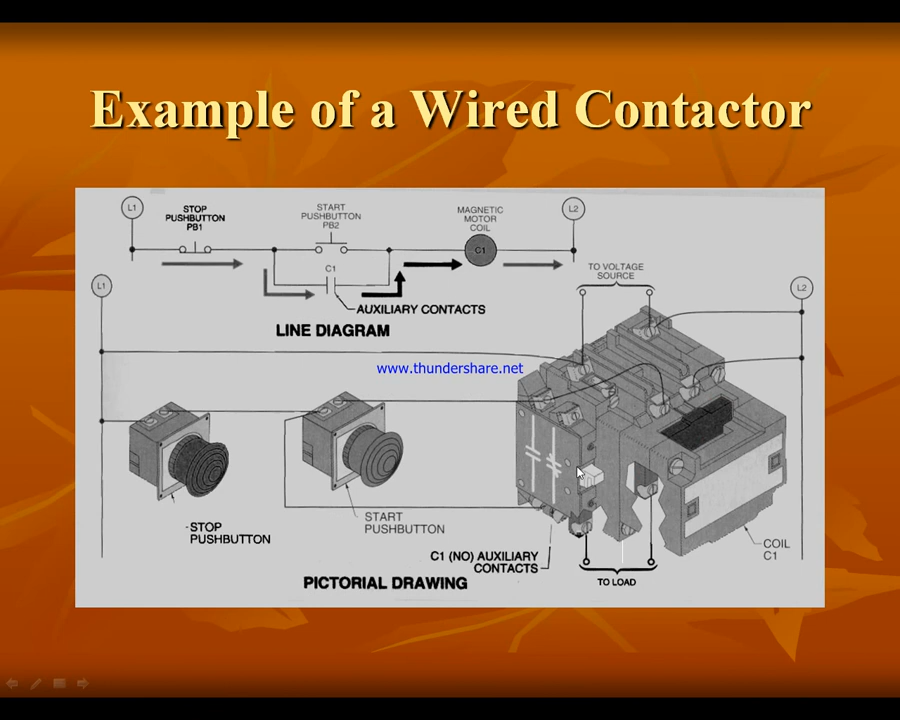 Example of a Wired Contactor
L1
STOP
PUSHBUTTON
PB1
START
PUSHBUTTON
PB2
MAGNETIC
MOTOR
COIL
L2
C1
C1
AUXILIARY CONTACTS
LINE DIAGRAM
TO VOLTAGE
SOURCE
L1
L2
www.thundershare.net
STOP
PUSHBUTTON
START
PUSHBUTTON
C1 (NO) AUXILIARY
CONTACTS
COIL
C1
PICTORIAL DRAWING
TO LOAD